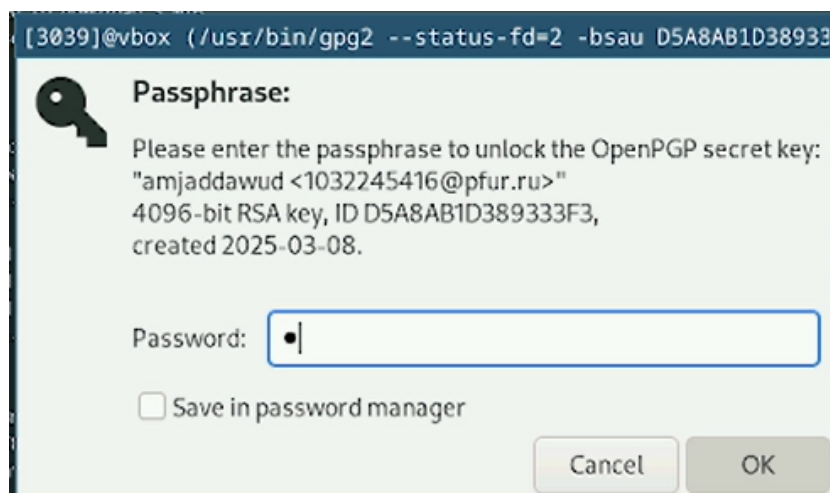 [3039]@vbox (/usr/bin/gpg2 --status-fd=2 -bsau D5A8AB1D38933
Passphrase:
Please enter the passphrase to unlock the OpenPGP secret key:
"amjaddawud <1032245416@pfur.ru>"
4096-bit RSA key, ID D5A8AB1D389333F3,
created 2025-03-08.
Password: ●
Save in password manager
Cancel OK